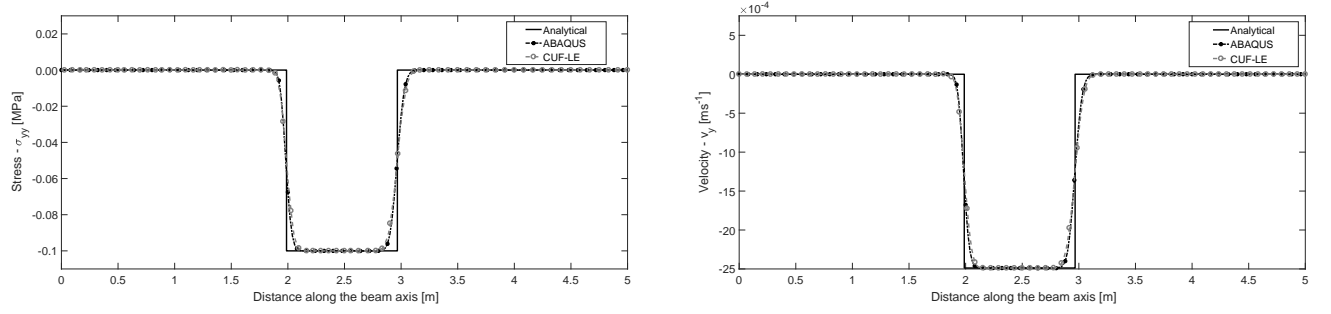 0.02
0.00
-0.02
-0.04
-0.06
-0.08
-0.1
Stress - σyy [MPa]
0 0.5 1 1.5 2 2.5 3 3.5 4 4.5 5
Distance along the beam axis [m]
Analytical
ABAQUS
CUF-LE
×10-4
5
0
-5
-10
-15
-20
-25
Velocity - vy [ms-1]
0 0.5 1 1.5 2 2.5 3 3.5 4 4.5 5
Distance along the beam axis [m]
Analytical
ABAQUS
CUF-LE